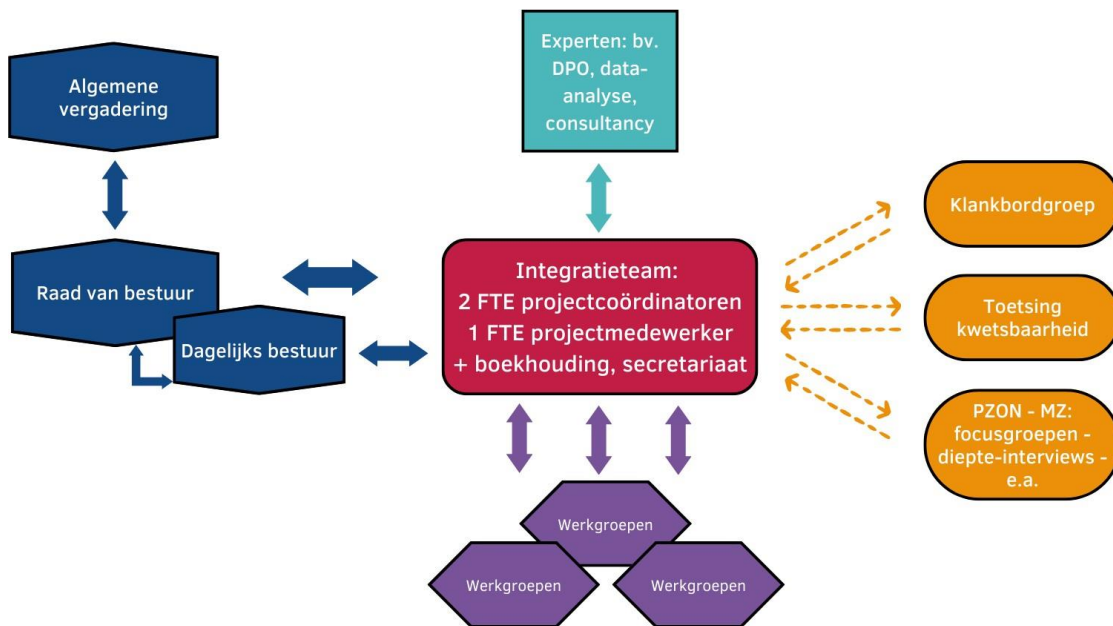 Algemene
vergadering
Experten: bv.
DPO, data-
analyse,
consultancy
Klankbordgroep
Raad van bestuur
Dagelijks bestuur
Integratieteam:
2 FTE projectcoördinatoren
1 FTE projectmedewerker
+ boekhouding, secretariaat
Toetsing
kwetsbaarheid
PZON - MZ:
focusgroepen -
diepte-interviews -
e.a.
Werkgroepen
Werkgroepen
Werkgroepen